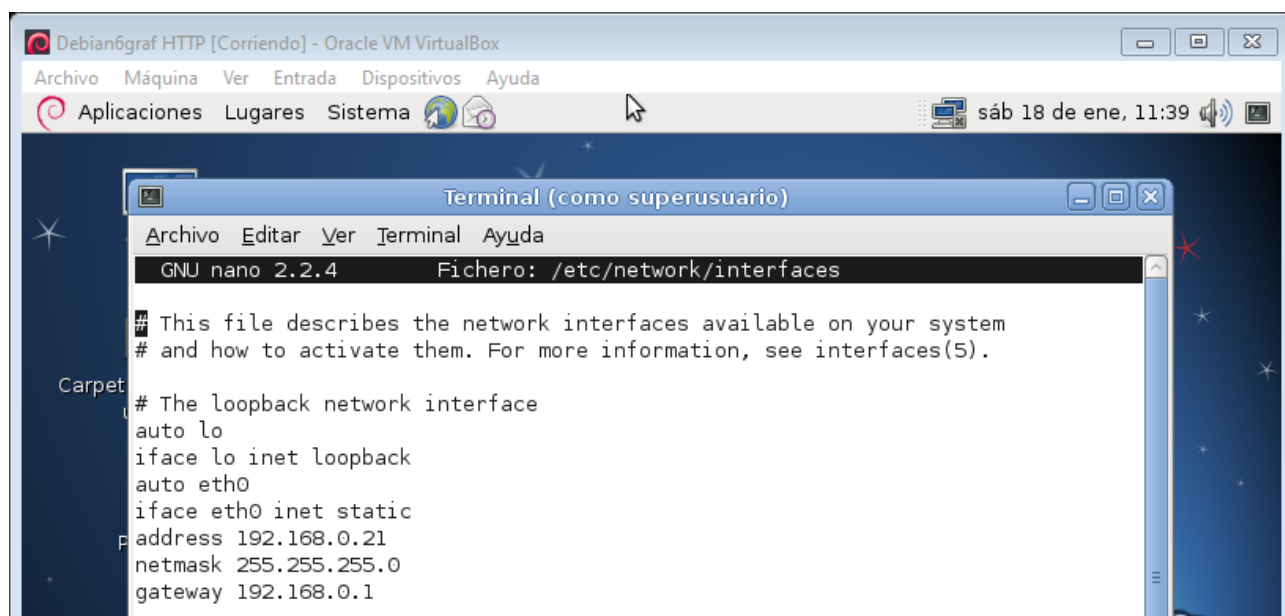 Debian6graf HTTP [Corriendo] - Oracle VM VirtualBox
Archivo Máquina Ver Entrada Dispositivos Ayuda
Aplicaciones Lugares Sistema sáb 18 de ene, 11:39
Terminal (como superusuario)
Archivo Editar Ver Terminal Ayuda
GNU nano 2.2.4 Fichero: /etc/network/interfaces
# This file describes the network interfaces available on your system
# and how to activate them. For more information, see interfaces(5).
Carpet
# The loopback network interface
auto lo
iface lo inet loopback
auto eth0
iface eth0 inet static
address 192.168.0.21
netmask 255.255.255.0
gateway 192.168.0.1